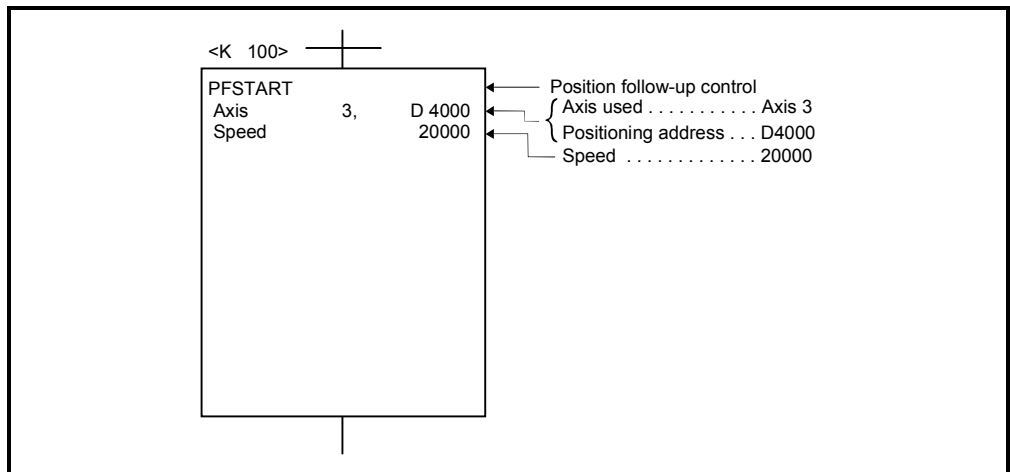 <K 100>
PFSTART Position follow-up control
Axis 3, D 4000 Axis used . . . . . . . . . . . Axis 3
Positioning address . . . D4000
Speed 20000 Speed . . . . . . . . . . . . . 20000